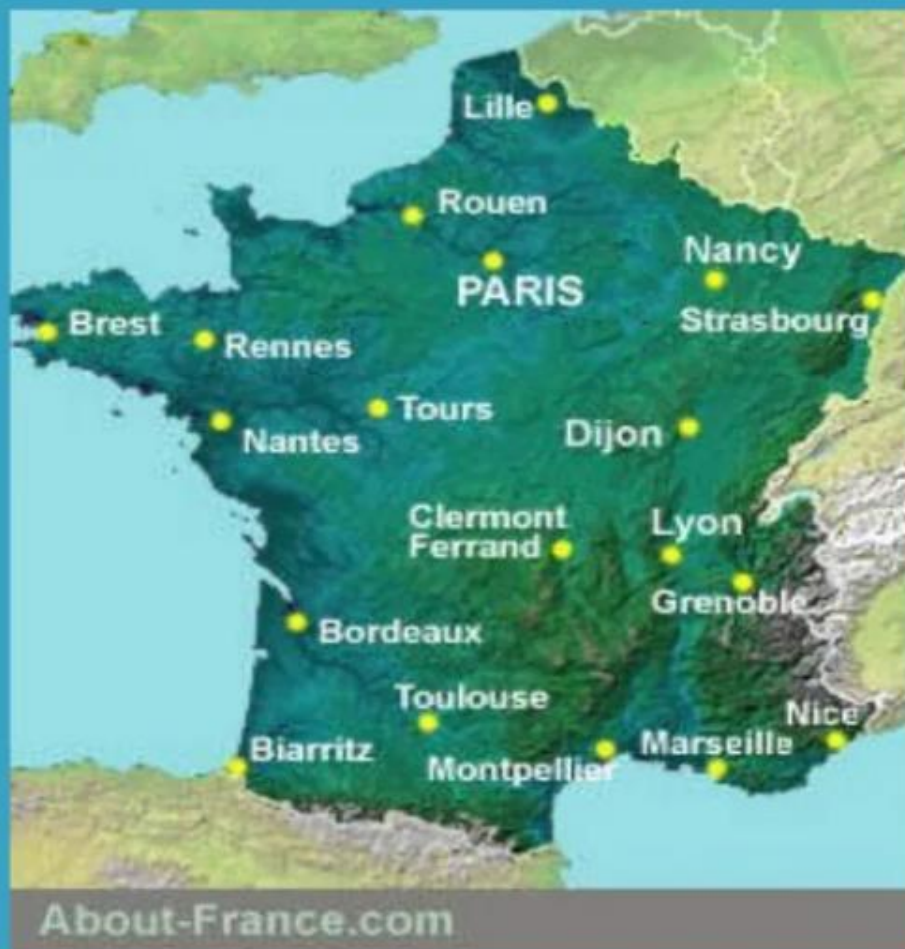 Lille
Rouen
PARIS
Nancy
Strasbourg
Brest
Rennes
Tours
Nantes
Dijon
Clermont
Ferrand
Lyon
Grenoble
Bordeaux
Toulouse
Nice
Biarritz
Montpellier
Marseille
About-France.com